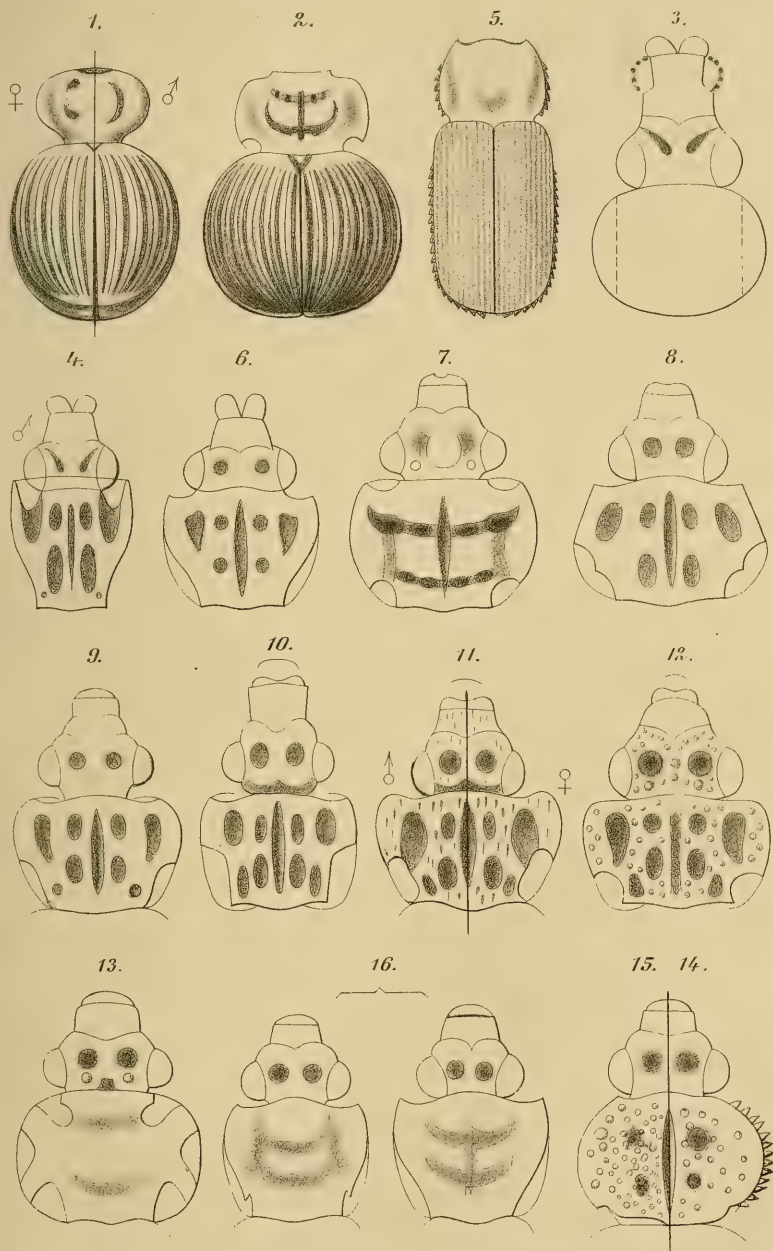 1. 2. 5. 3.
♀ ♂
4. 6. 7. 8.
♂
9. 10. 11. 12.
♂ ♀
13. 16. 15. 14.